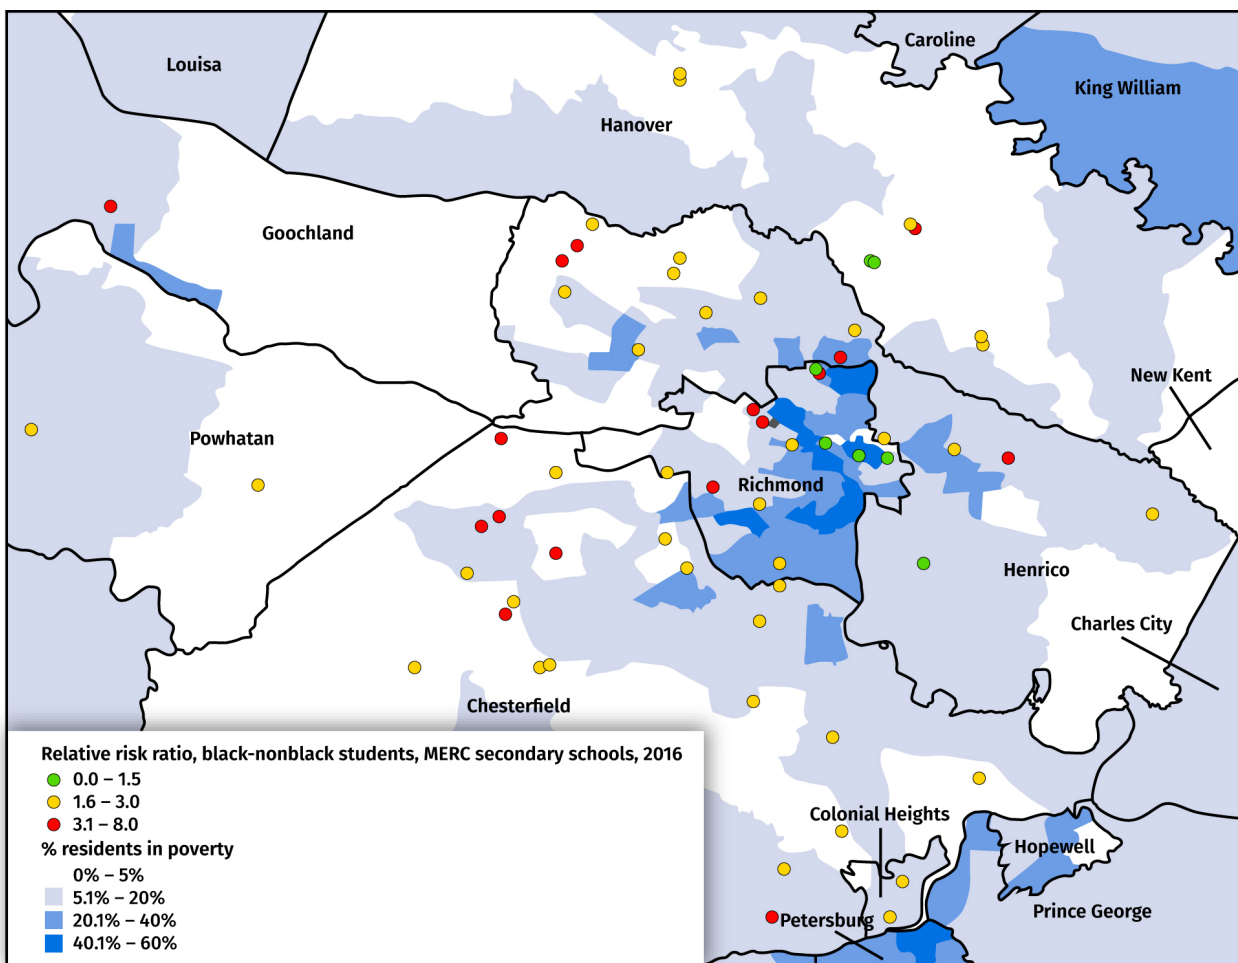 Caroline
Louisa
King William
Hanover
Goochland
New Kent
Powhatan
Richmond
Henrico
Charles City
Chesterfield
Relative risk ratio, black-nonblack students, MERC secondary schools, 2016
0.0 – 1.5
1.6 – 3.0
3.1 – 8.0
% residents in poverty
0% – 5%
5.1% – 20%
20.1% – 40%
40.1% – 60%
Colonial Heights
Hopewell
Prince George
Petersburg